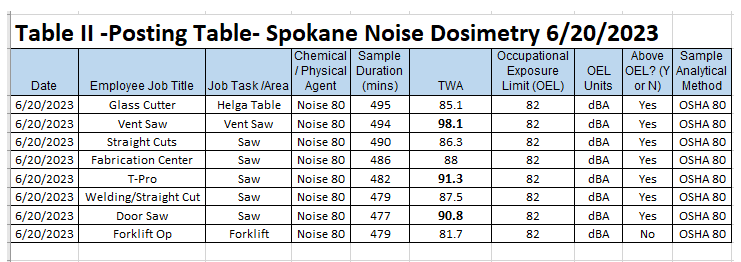 Table II -Posting Table- Spokane Noise Dosimetry 6/20/2023
Date Employee Job Title Job Task /Area Chemical / Physical Agent Sample Duration (mins) TWA Occupational Exposure Limit (OEL) OEL Units Above OEL? (Y or N) Sample Analytical Method
6/20/2023 Glass Cutter Helga Table Noise 80 495 85.1 82 dBA Yes OSHA 80
6/20/2023 Vent Saw Vent Saw Noise 80 494 98.1 82 dBA Yes OSHA 80
6/20/2023 Straight Cuts Saw Noise 80 490 86.3 82 dBA Yes OSHA 80
6/20/2023 Fabrication Center Saw Noise 80 486 88 82 dBA Yes OSHA 80
6/20/2023 T-Pro Saw Noise 80 482 91.3 82 dBA Yes OSHA 80
6/20/2023 Welding/Straight Cut Saw Noise 80 479 87.5 82 dBA Yes OSHA 80
6/20/2023 Door Saw Saw Noise 80 477 90.8 82 dBA Yes OSHA 80
6/20/2023 Forklift Op Forklift Noise 80 479 81.7 82 dBA No OSHA 80